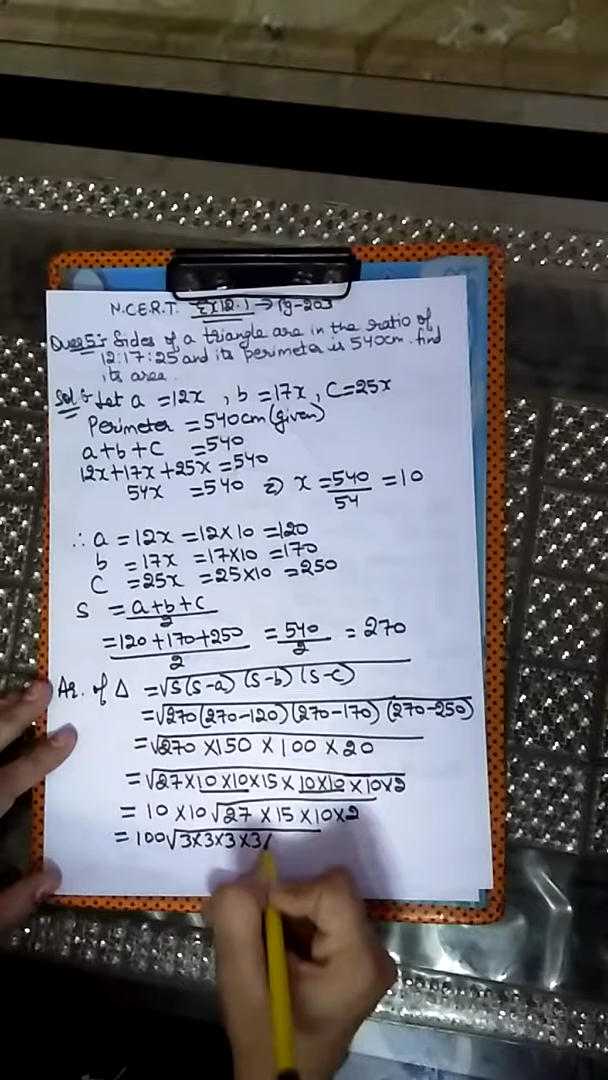 N.C.E.R.T. Ex12.1 → Pg-203
Ques5: Sides of a triangle are in the ratio of
12:17:25 and its perimeter is 540cm. find
its area.
Sol: Let a = 12x , b = 17x , C = 25x
Perimeter = 540cm (given)
a+b+c = 540
12x+17x+25x = 540
54x = 540 ⇒ x = 540/54 = 10
∴ a = 12x = 12×10 = 120
b = 17x = 17×10 = 170
C = 25x = 25×10 = 250
S = a+b+c/2
= 120+170+250/2 = 540/2 = 270
Ar. of Δ = √S(S-a) (S-b) (S-c)
= √270(270-120)(270-170) (270-250)
= √270 ×150 × 100 × 20
= √27×10×10×15×10×10×10×2
= 10 ×10 √27 ×15 ×10×2
= 100√3×3×3×3